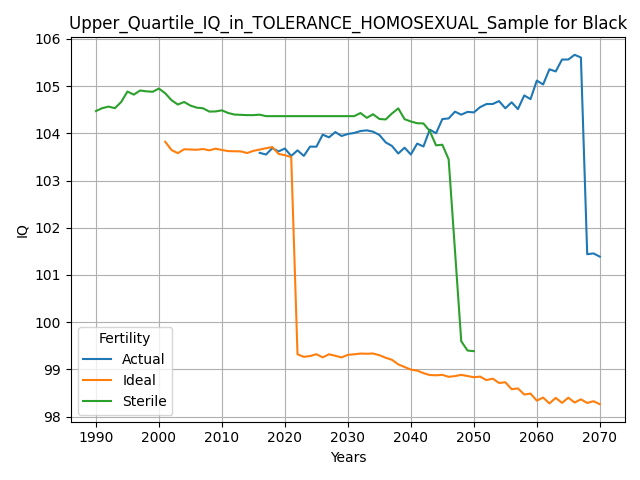 Upper_Quartile_IQ_in_TOLERANCE_HOMOSEXUAL_Sample for Black
106
105
104
103
102
101
100
99
98
IQ
Fertility
Actual
Ideal
Sterile
1990 2000 2010 2020 2030 2040 2050 2060 2070
Years